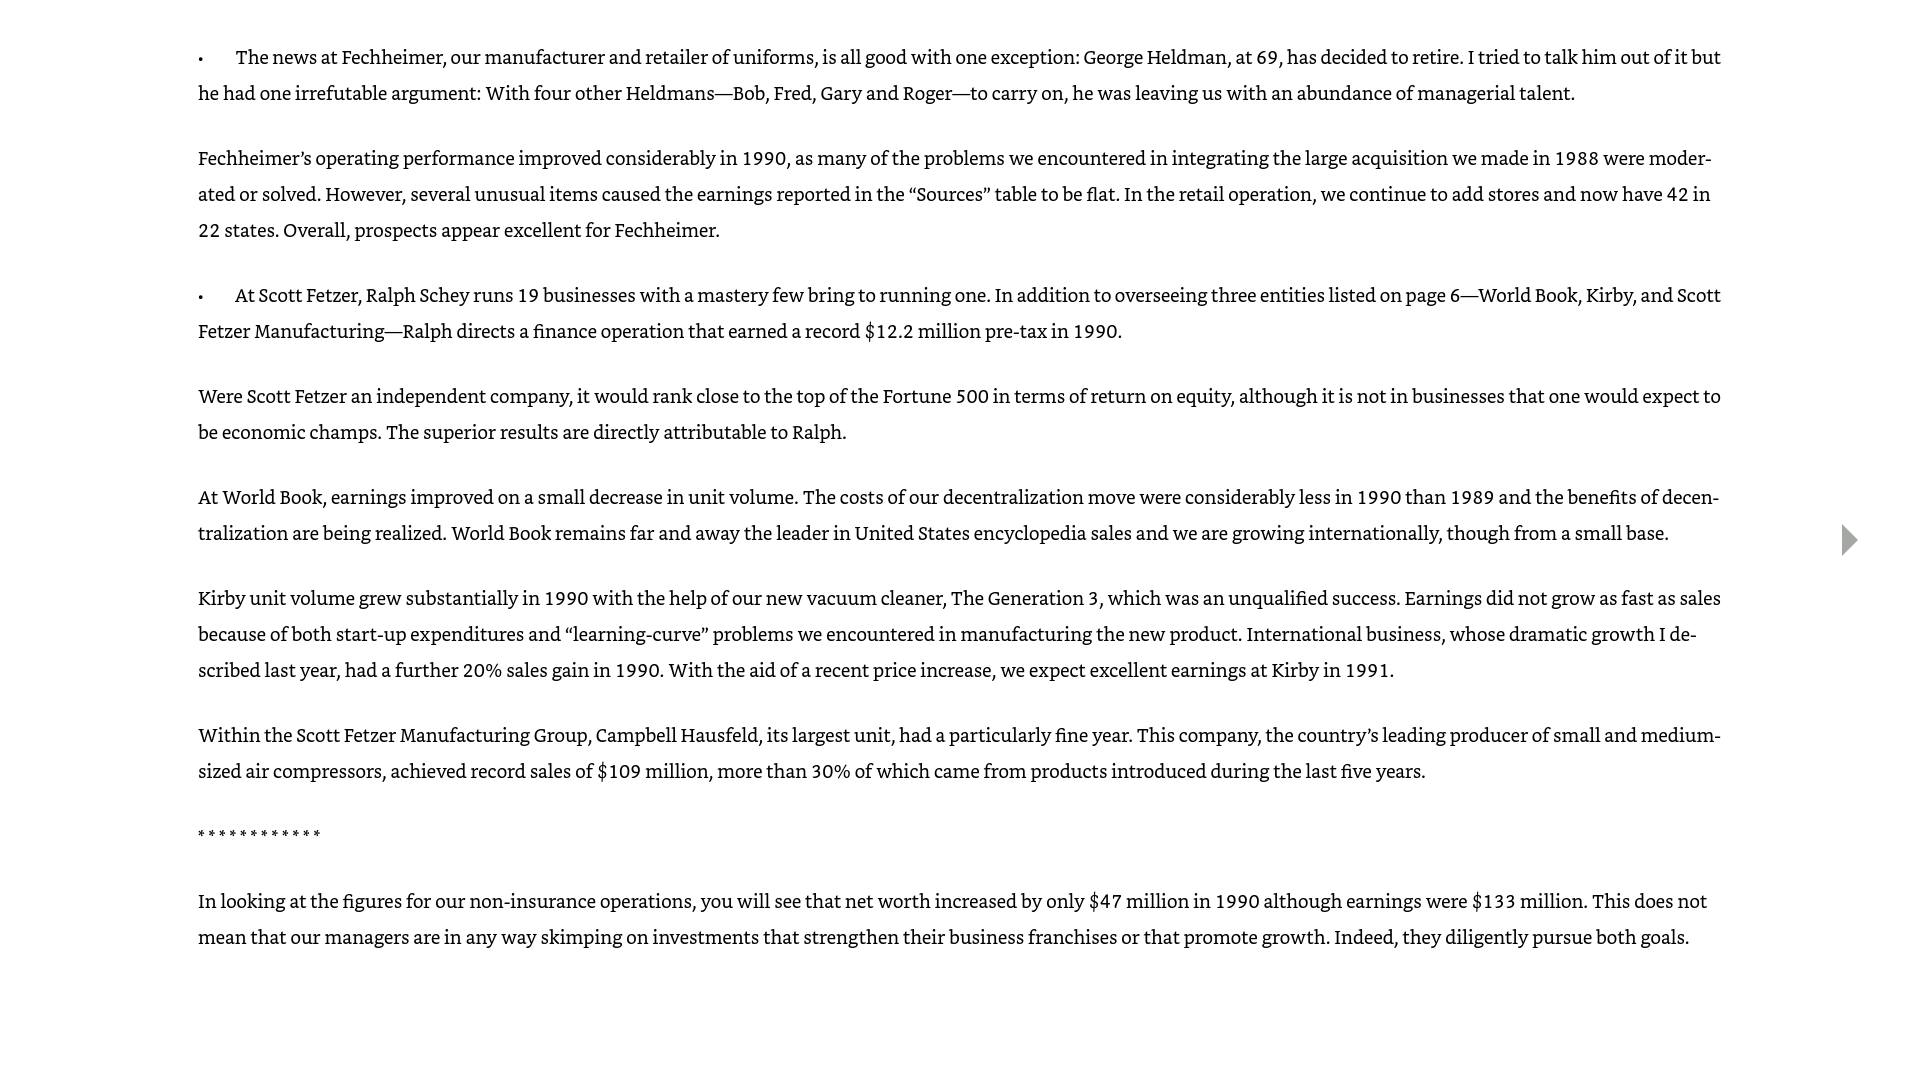 • The news at Fechheimer, our manufacturer and retailer of uniforms, is all good with one exception: George Heldman, at 69, has decided to retire. I tried to talk him out of it but
he had one irrefutable argument: With four other Heldmans—Bob, Fred, Gary and Roger—to carry on, he was leaving us with an abundance of managerial talent.
Fechheimer’s operating performance improved considerably in 1990, as many of the problems we encountered in integrating the large acquisition we made in 1988 were moder-
ated or solved. However, several unusual items caused the earnings reported in the “Sources” table to be flat. In the retail operation, we continue to add stores and now have 42 in
22 states. Overall, prospects appear excellent for Fechheimer.
• At Scott Fetzer, Ralph Schey runs 19 businesses with a mastery few bring to running one. In addition to overseeing three entities listed on page 6—World Book, Kirby, and Scott
Fetzer Manufacturing—Ralph directs a finance operation that earned a record $12.2 million pre-tax in 1990.
Were Scott Fetzer an independent company, it would rank close to the top of the Fortune 500 in terms of return on equity, although it is not in businesses that one would expect to
be economic champs. The superior results are directly attributable to Ralph.
At World Book, earnings improved on a small decrease in unit volume. The costs of our decentralization move were considerably less in 1990 than 1989 and the benefits of decen-
tralization are being realized. World Book remains far and away the leader in United States encyclopedia sales and we are growing internationally, though from a small base.
Kirby unit volume grew substantially in 1990 with the help of our new vacuum cleaner, The Generation 3, which was an unqualified success. Earnings did not grow as fast as sales
because of both start-up expenditures and “learning-curve” problems we encountered in manufacturing the new product. International business, whose dramatic growth I de-
scribed last year, had a further 20% sales gain in 1990. With the aid of a recent price increase, we expect excellent earnings at Kirby in 1991.
Within the Scott Fetzer Manufacturing Group, Campbell Hausfeld, its largest unit, had a particularly fine year. This company, the country’s leading producer of small and medium-
sized air compressors, achieved record sales of $109 million, more than 30% of which came from products introduced during the last five years.
* * * * * * * * * * * *
In looking at the figures for our non-insurance operations, you will see that net worth increased by only $47 million in 1990 although earnings were $133 million. This does not
mean that our managers are in any way skimping on investments that strengthen their business franchises or that promote growth. Indeed, they diligently pursue both goals.